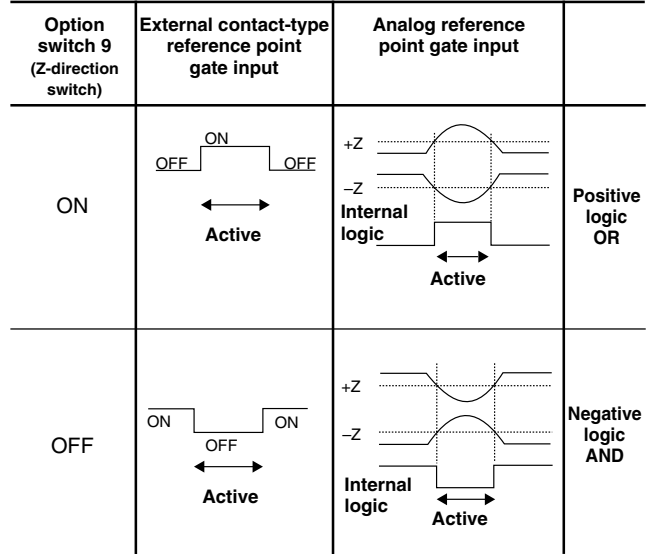 Option
switch 9
(Z-direction
switch)
External contact-type
reference point
gate input
Analog reference
point gate input
ON
OFF
ON
OFF
Active
+Z
–Z
Internal
logic
Active
Positive
logic
OR
OFF
ON
OFF
ON
Active
+Z
–Z
Internal
logic
Active
Negative
logic
AND